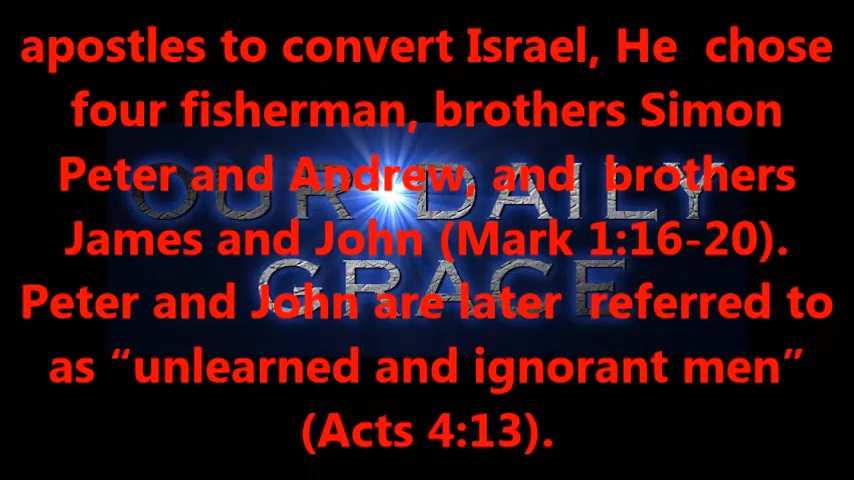 apostles to convert Israel, He  chose
four fisherman, brothers Simon
Peter and Andrew, and  brothers
James and John (Mark 1:16-20).
Peter and John are later  referred to
as “unlearned and ignorant men”
(Acts 4:13).
OUR DAILY
GRACE